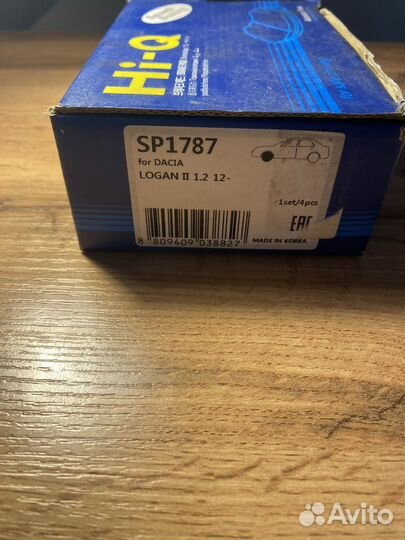 Hi-Q
SP1787
for DACIA
LOGAN II 1.2 12-
1set/4pcs
EAC
8 809409 038827
MADE IN KOREA
Avito